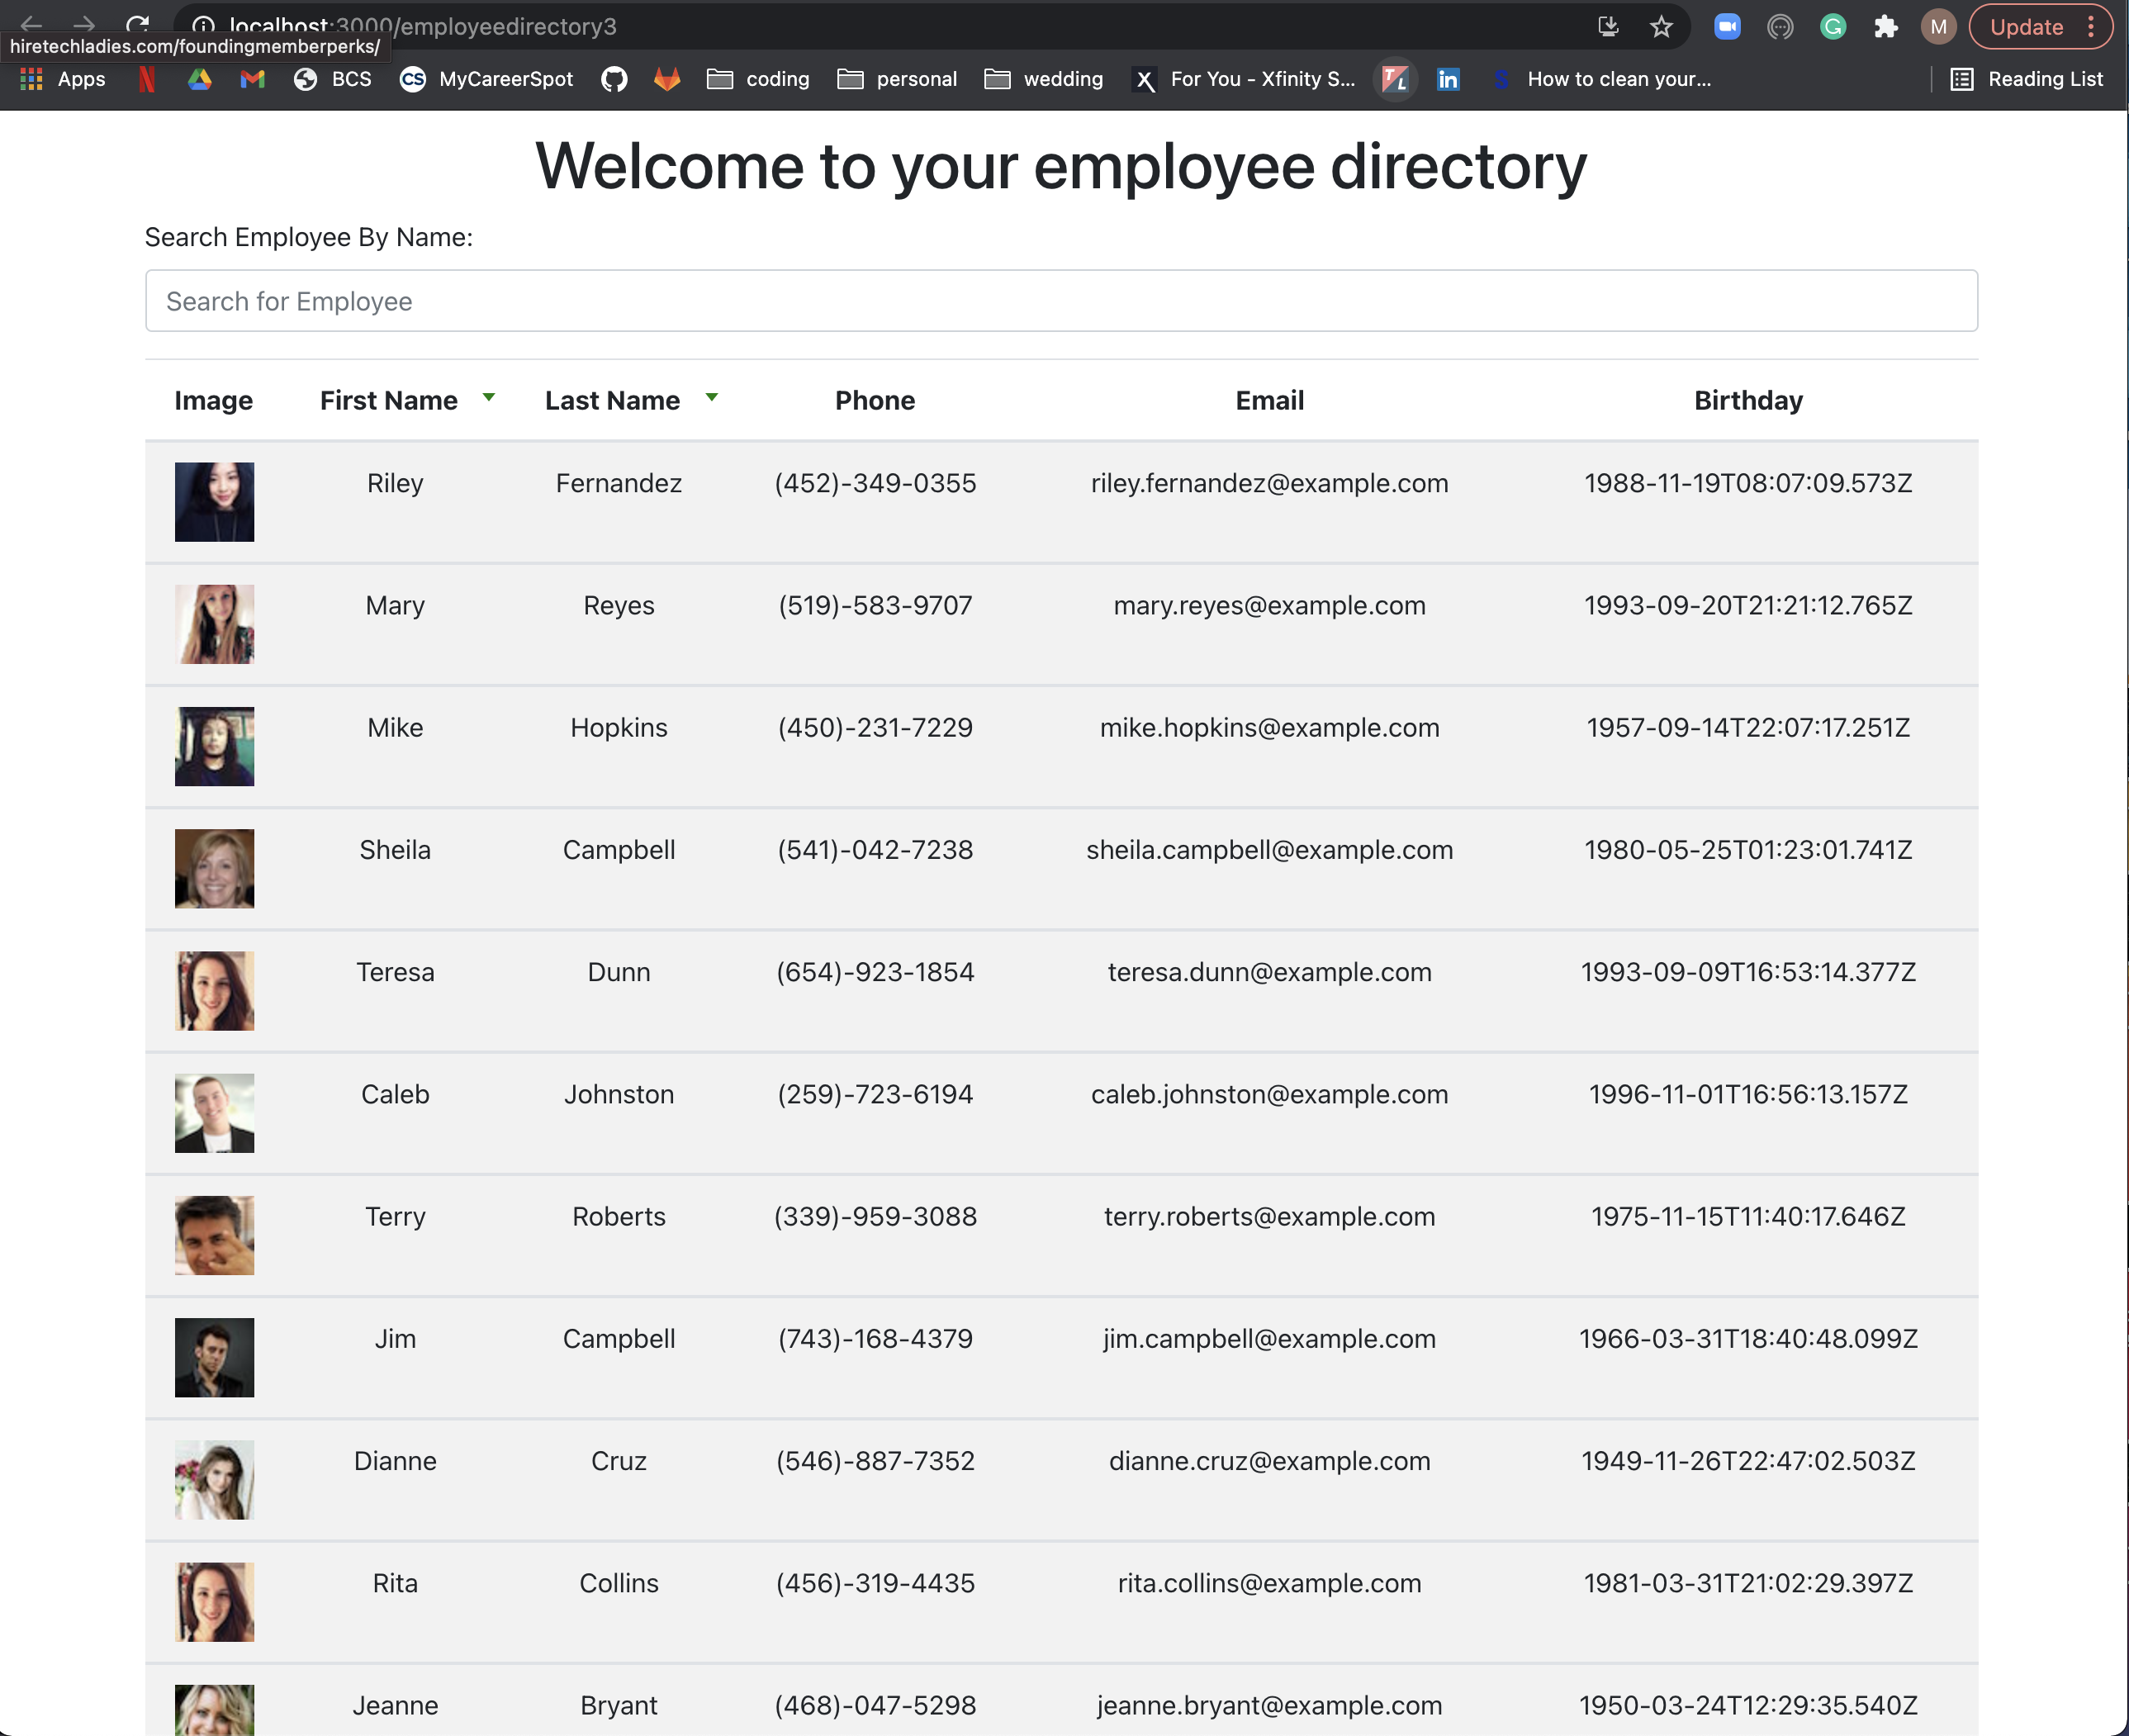 localhost:3000/employeedirectory3
M
Update
hiretechladies.com/foundingmemberperks/
Apps
BCS
CS
MyCareerSpot
coding
personal
wedding
X
For You - Xfinity S...
TL
in
S
How to clean your...
Reading List
Welcome to your employee directory
Search Employee By Name:
Search for Employee
Image First Name Last Name Phone Email Birthday
Riley Fernandez (452)-349-0355 riley.fernandez@example.com 1988-11-19T08:07:09.573Z
Mary Reyes (519)-583-9707 mary.reyes@example.com 1993-09-20T21:21:12.765Z
Mike Hopkins (450)-231-7229 mike.hopkins@example.com 1957-09-14T22:07:17.251Z
Sheila Campbell (541)-042-7238 sheila.campbell@example.com 1980-05-25T01:23:01.741Z
Teresa Dunn (654)-923-1854 teresa.dunn@example.com 1993-09-09T16:53:14.377Z
Caleb Johnston (259)-723-6194 caleb.johnston@example.com 1996-11-01T16:56:13.157Z
Terry Roberts (339)-959-3088 terry.roberts@example.com 1975-11-15T11:40:17.646Z
Jim Campbell (743)-168-4379 jim.campbell@example.com 1966-03-31T18:40:48.099Z
Dianne Cruz (546)-887-7352 dianne.cruz@example.com 1949-11-26T22:47:02.503Z
Rita Collins (456)-319-4435 rita.collins@example.com 1981-03-31T21:02:29.397Z
Jeanne Bryant (468)-047-5298 jeanne.bryant@example.com 1950-03-24T12:29:35.540Z